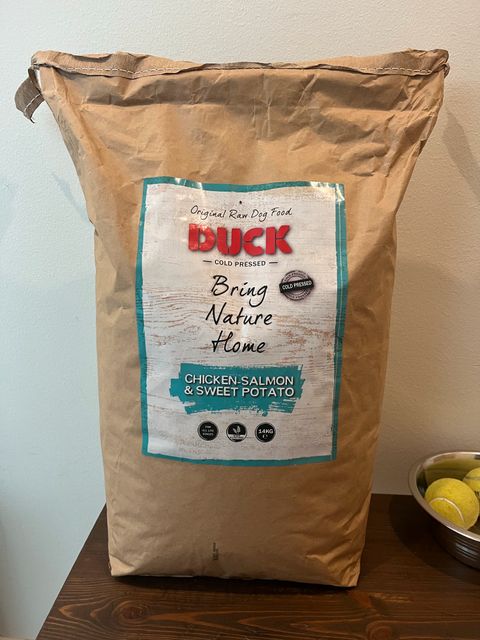 Original Raw Dog Food
DUCK
COLD PRESSED
Bring
COLD PRESSED
Nature
Home
CHICKEN-SALMON
& SWEET POTATO
14KG